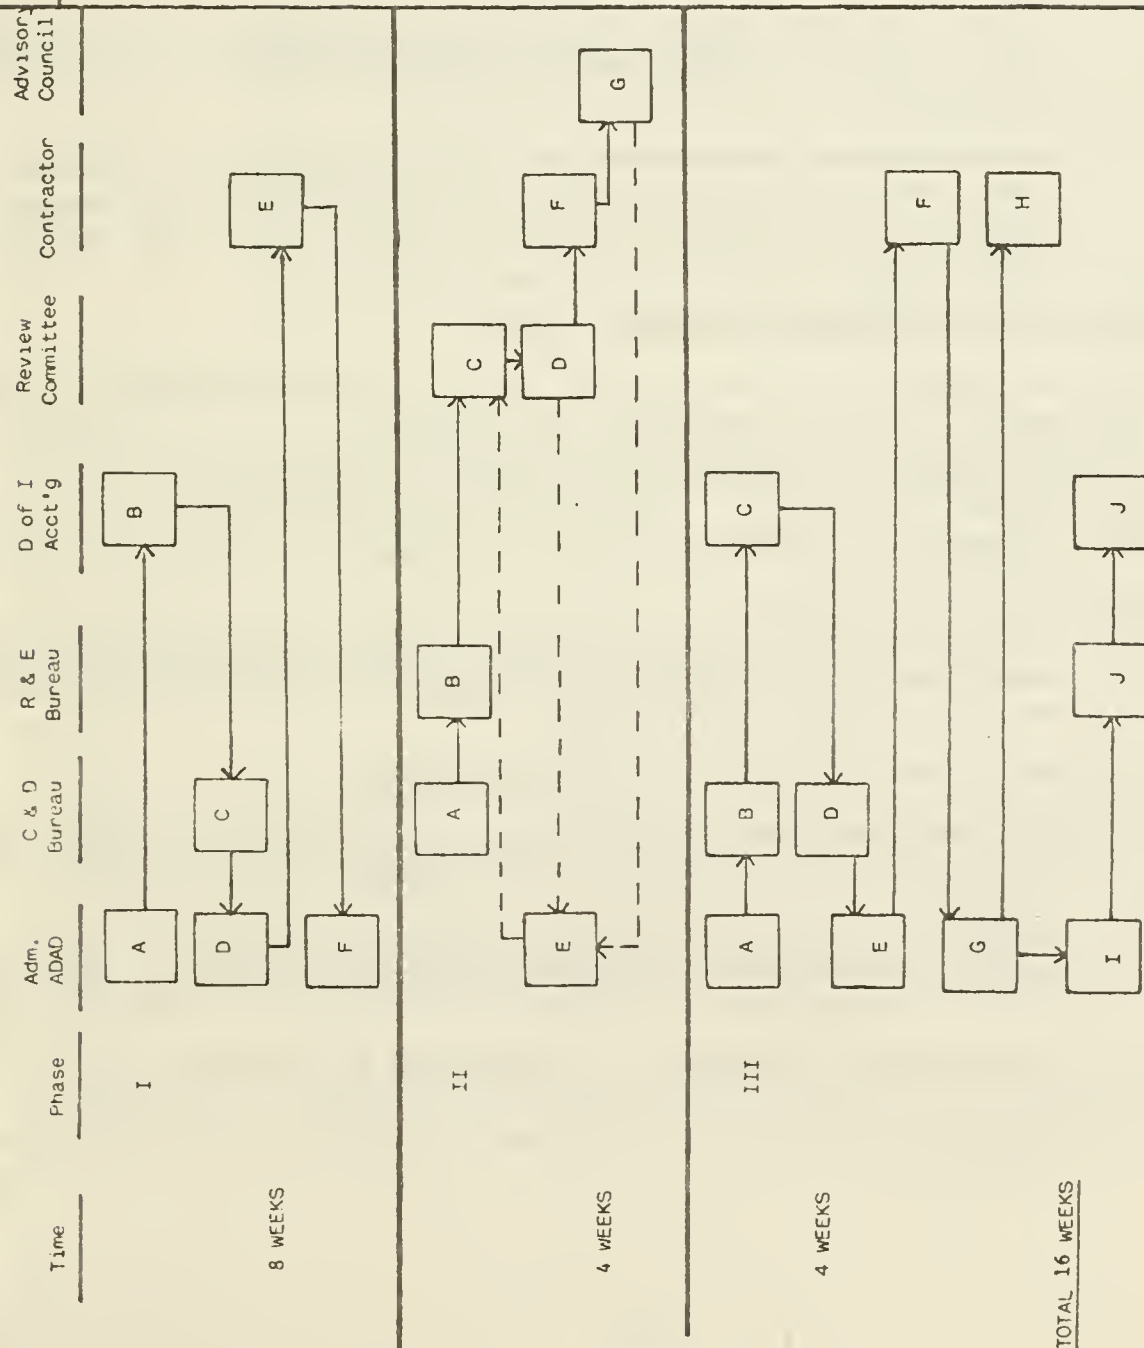 Time
Phase
Adm.
ADAD
C & D
Bureau
R & E
Bureau
D of I
Acct'g
Review
Committee
Contractor
Advisory
Council
I
8 WEEKS
A
B
C
D
E
F
II
4 WEEKS
A
B
C
D
E
F
G
III
4 WEEKS
A
B
C
D
E
F
G
H
I
J
J
TOTAL 16 WEEKS